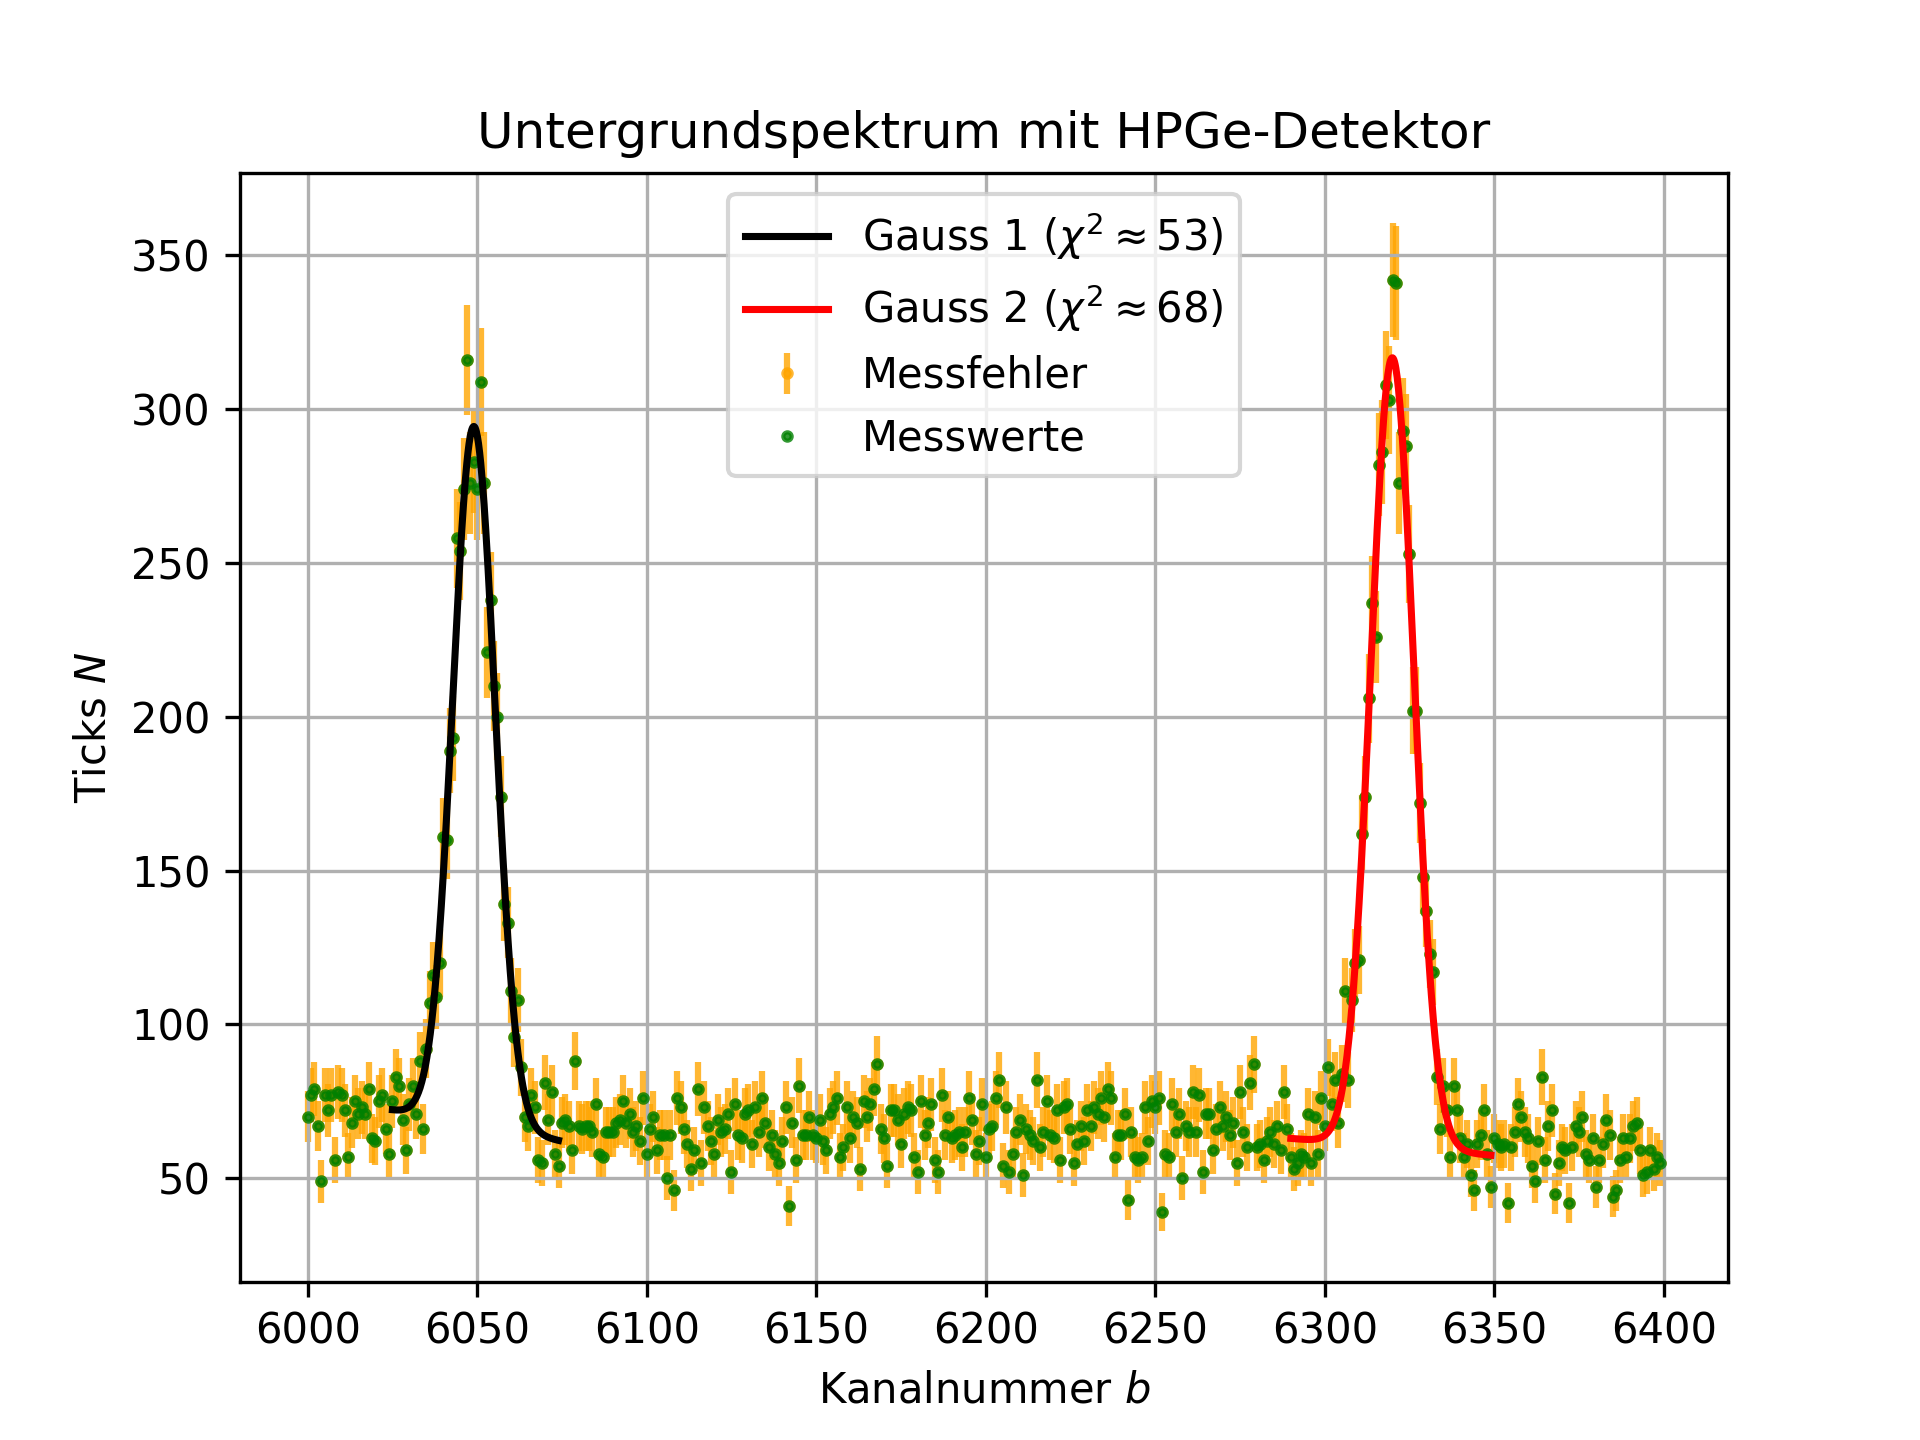 Untergrundspektrum mit HPGe-Detektor
Gauss 1 (χ² ≈ 53)
Gauss 2 (χ² ≈ 68)
Messfehler
Messwerte
350
300
250
200
150
100
50
Ticks N
6000 6050 6100 6150 6200 6250 6300 6350 6400
Kanalnummer b